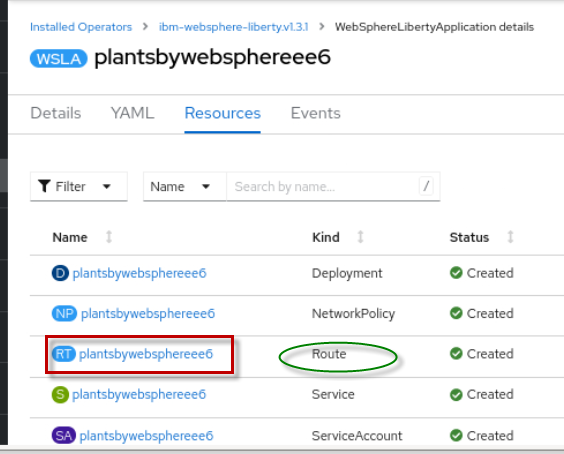 Installed Operators > ibm-websphere-liberty.v1.3.1 > WebSphereLibertyApplication details
WSLA plantsbywebsphereee6
Details YAML Resources Events
Filter Name Search by name... /
Name Kind Status
D plantsbywebsphereee6 Deployment Created
NP plantsbywebsphereee6 NetworkPolicy Created
RT plantsbywebsphereee6 Route Created
S plantsbywebsphereee6 Service Created
SA plantsbywebsphereee6 ServiceAccount Created